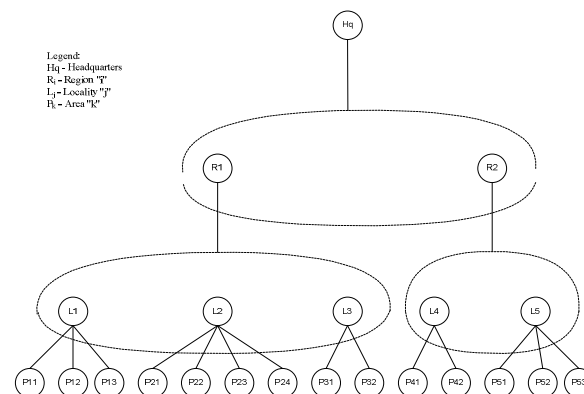 Hq
Legend:
Hq - Headquarters
Ri - Region "i"
Lj - Locality "j"
Pk - Area "k"
R1 R2
L1 L2 L3 L4 L5
P11 P12 P13 P21 P22 P23 P24 P31 P32 P41 P42 P51 P52 P53